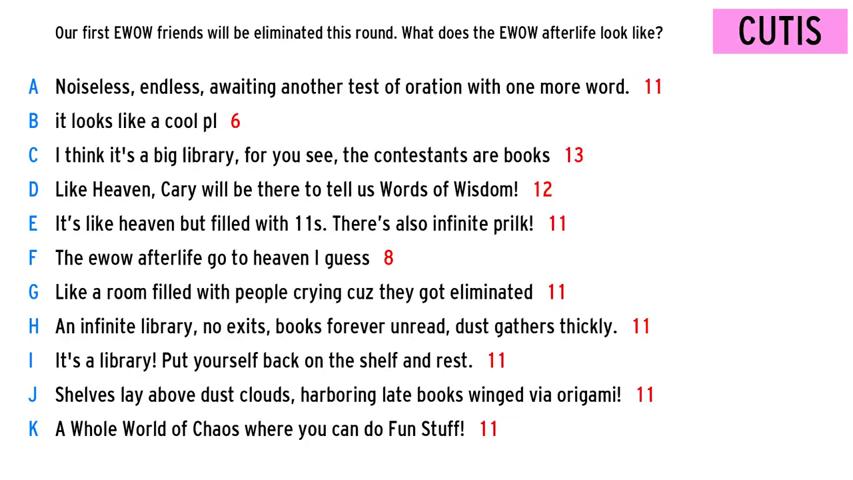 Our first EWOW friends will be eliminated this round. What does the EWOW afterlife look like?
CUTIS
A Noiseless, endless, awaiting another test of oration with one more word. 11
B it looks like a cool pl 6
C I think it's a big library, for you see, the contestants are books 13
D Like Heaven, Cary will be there to tell us Words of Wisdom! 12
E It’s like heaven but filled with 11s. There’s also infinite prilk! 11
F The ewow afterlife go to heaven I guess 8
G Like a room filled with people crying cuz they got eliminated 11
H An infinite library, no exits, books forever unread, dust gathers thickly. 11
I It's a library! Put yourself back on the shelf and rest. 11
J Shelves lay above dust clouds, harboring late books winged via origami! 11
K A Whole World of Chaos where you can do Fun Stuff! 11